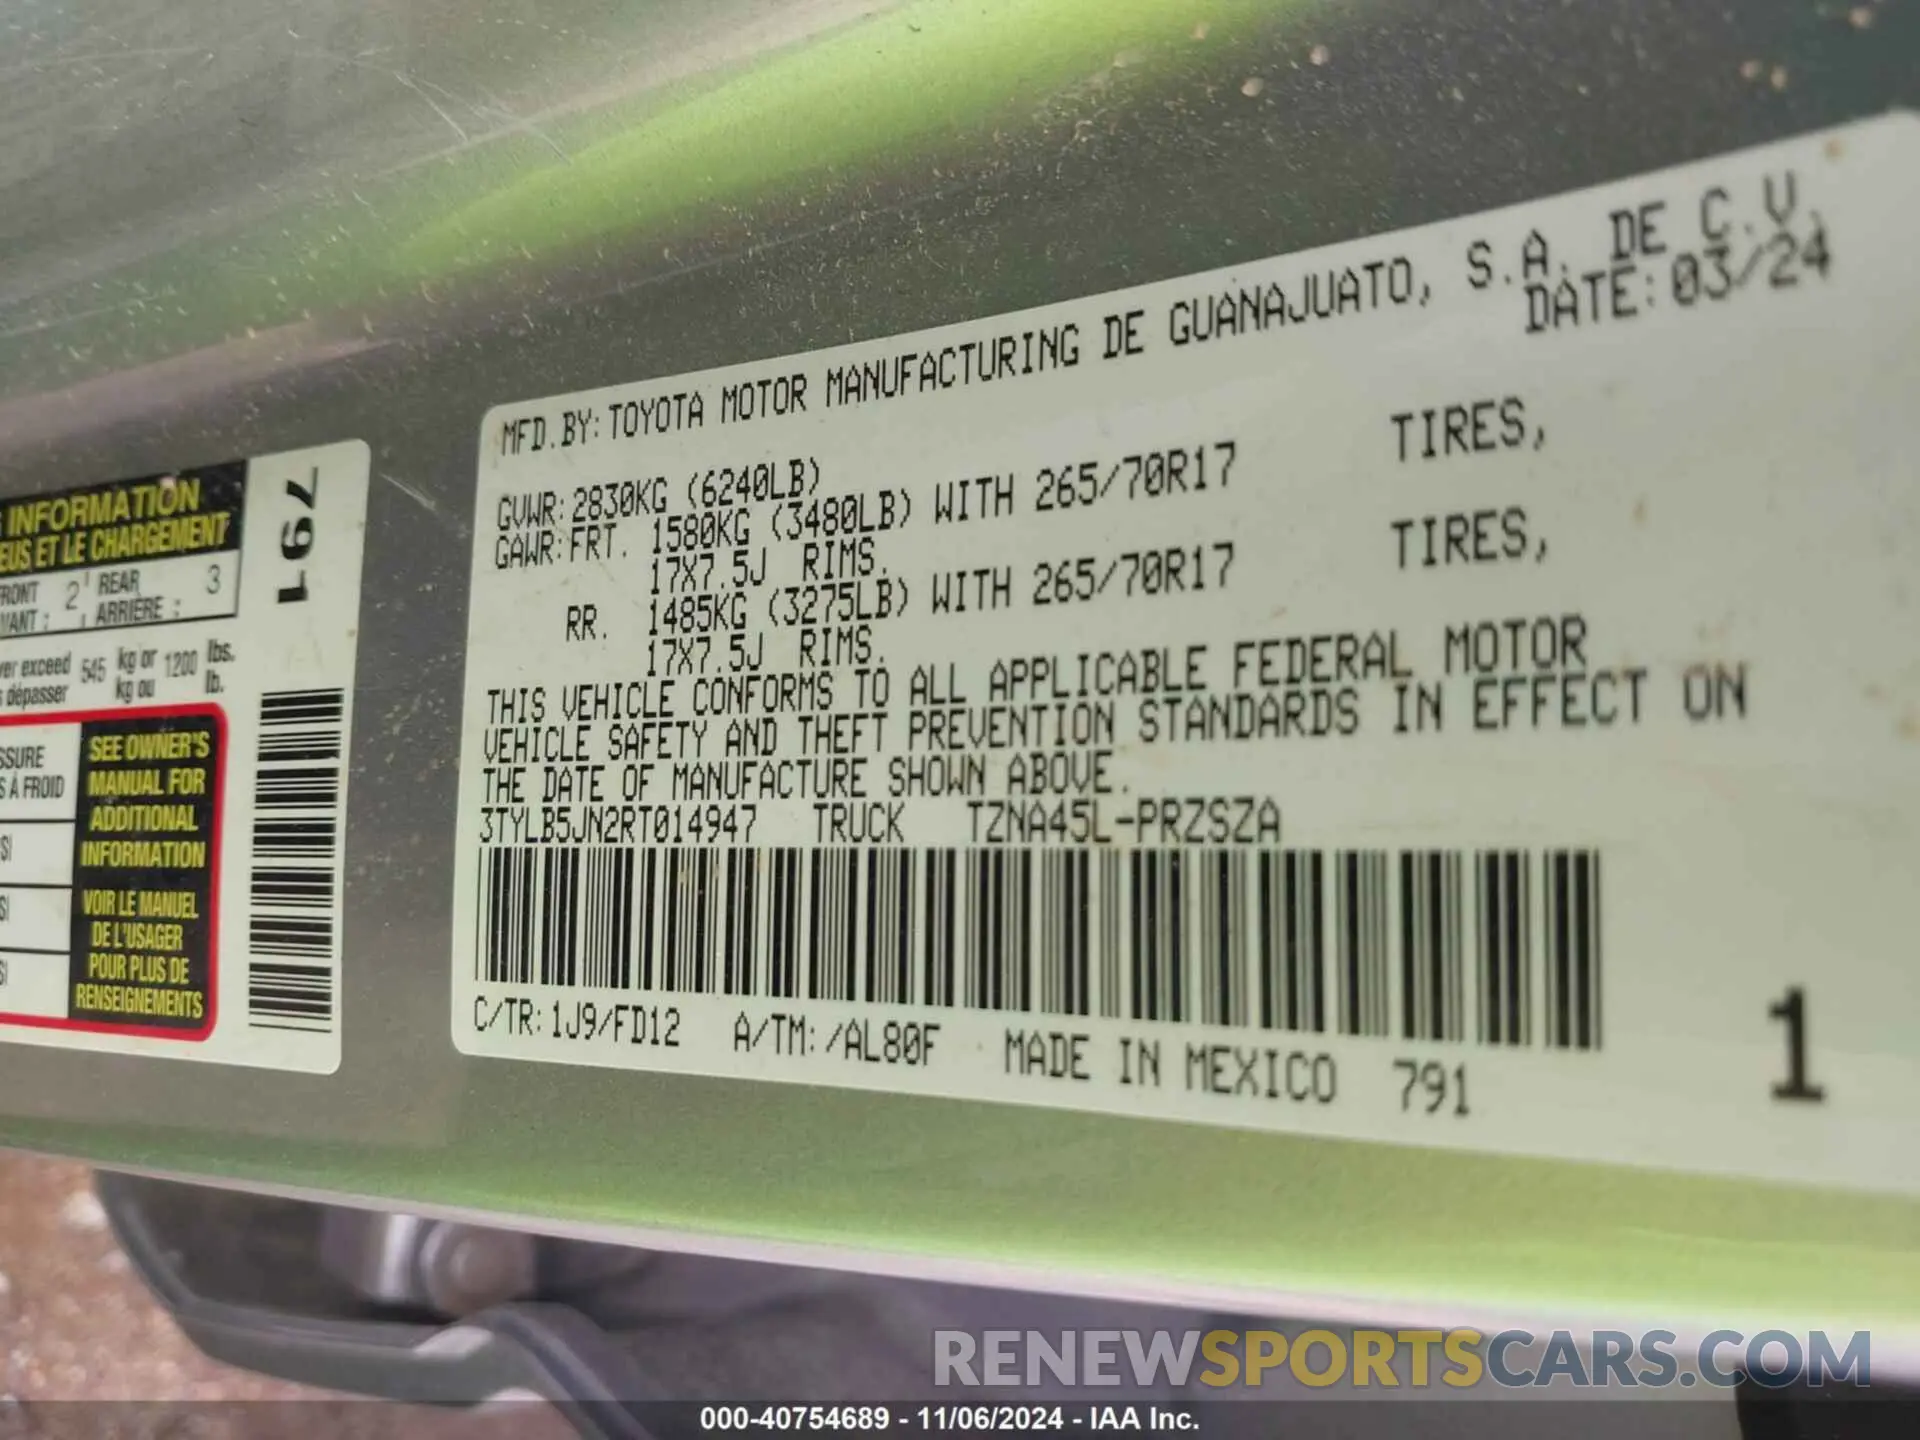 INFORMATION
EUS ET LE CHARGEMENT
FRONT 2 REAR 3
ARRIÈRE :
exceed 545 kg or 1200 lbs.
dépasser kg ou lb.
À FROID
SEE OWNER'S
MANUAL FOR
ADDITIONAL
INFORMATION
VOIR LE MANUEL
DE L'USAGER
POUR PLUS DE
RENSEIGNEMENTS
791
MFD.BY:TOYOTA MOTOR MANUFACTURING DE GUANAJUATO, S.A. DE C.V.
DATE:03/24
GVWR:2830KG (6240LB)
GAWR:FRT. 1580KG (3480LB) WITH 265/70R17 TIRES,
17X7.5J RIMS.
RR. 1485KG (3275LB) WITH 265/70R17 TIRES,
17X7.5J RIMS.
THIS VEHICLE CONFORMS TO ALL APPLICABLE FEDERAL MOTOR
VEHICLE SAFETY AND THEFT PREVENTION STANDARDS IN EFFECT ON
THE DATE OF MANUFACTURE SHOWN ABOVE.
3TYLB5JN2RT014947 TRUCK TZNA45L-PRZSZA
C/TR:1J9/FD12 A/TM:/AL80F MADE IN MEXICO 791
1
RENEWSPORTSCARS.COM
000-40754689 - 11/06/2024 - IAA Inc.